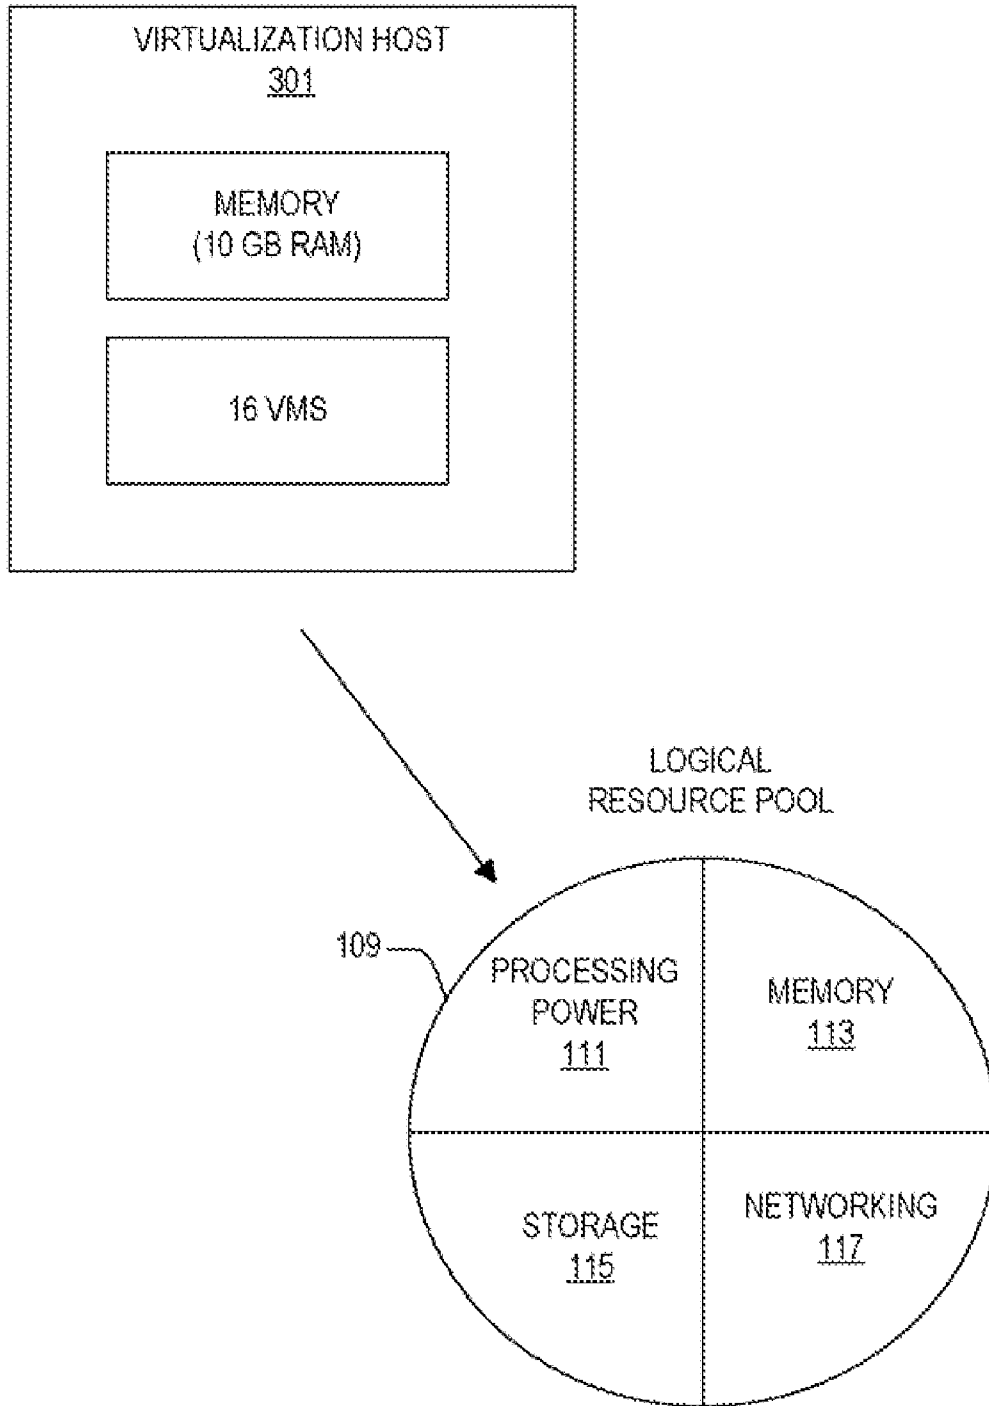 VIRTUALIZATION HOST
301
MEMORY
(10 GB RAM)
16 VMS
LOGICAL
RESOURCE POOL
109
PROCESSING
POWER
111
MEMORY
113
STORAGE
115
NETWORKING
117